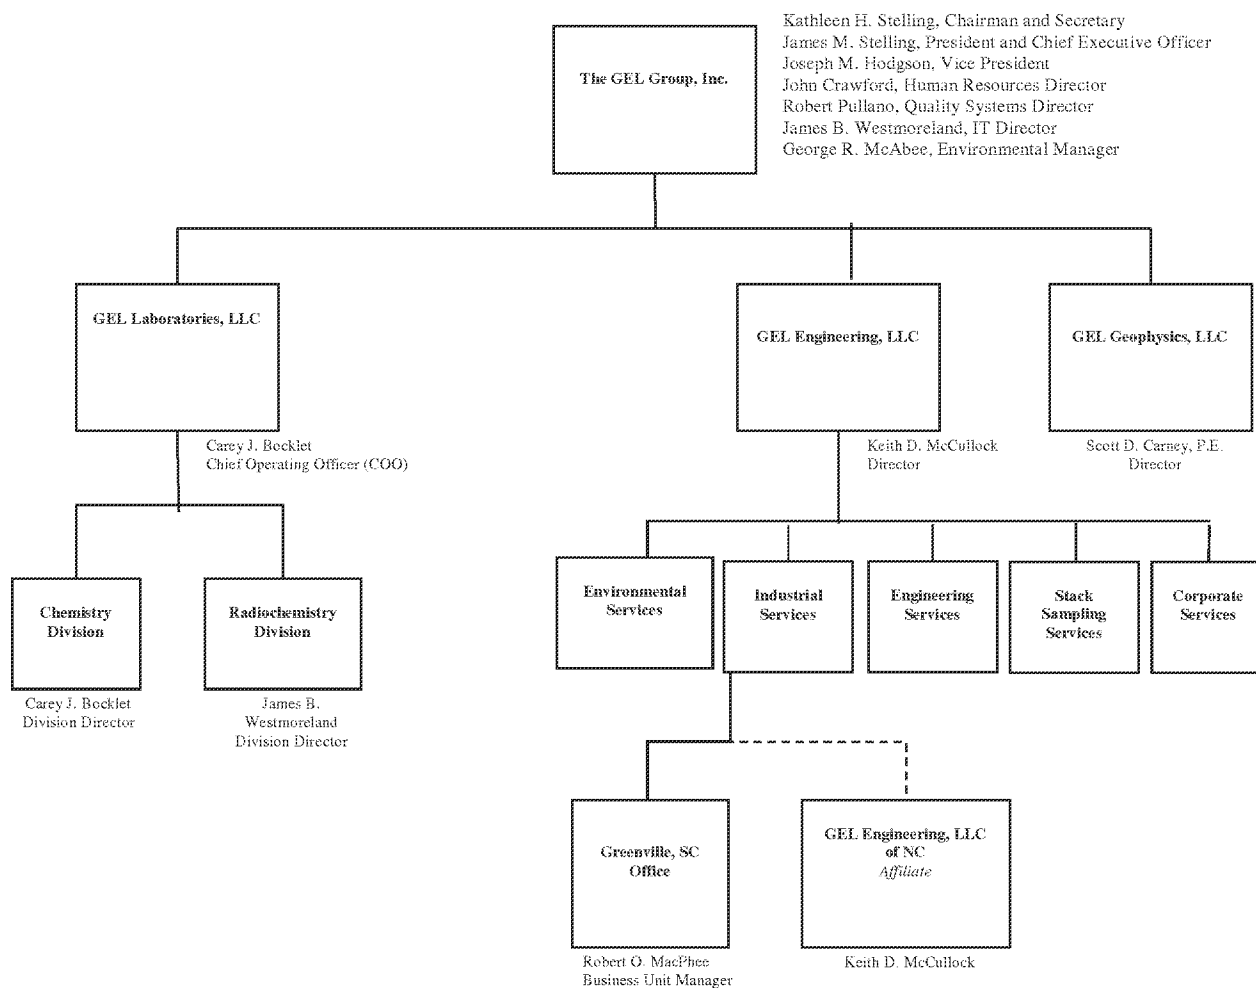 Kathleen H. Stelling, Chairman and Secretary
James M. Stelling, President and Chief Executive Officer
Joseph M. Hodgson, Vice President
John Crawford, Human Resources Director
Robert Pullano, Quality Systems Director
James B. Westmoreland, IT Director
George R. McAbee, Environmental Manager
The GEL Group, Inc.
GEL Laboratories, LLC
GEL Engineering, LLC
GEL Geophysics, LLC
Carey J. Bocklet
Chief Operating Officer (COO)
Keith D. McCullock
Director
Scott D. Carney, P.E.
Director
Chemistry
Division
Radiochemistry
Division
Environmental
Services
Industrial
Services
Engineering
Services
Stack
Sampling
Services
Corporate
Services
Carey J. Bocklet
Division Director
James B.
Westmoreland
Division Director
Greenville, SC
Office
GEL Engineering, LLC
of NC
Affiliate
Robert O. MacPhee
Business Unit Manager
Keith D. McCullock